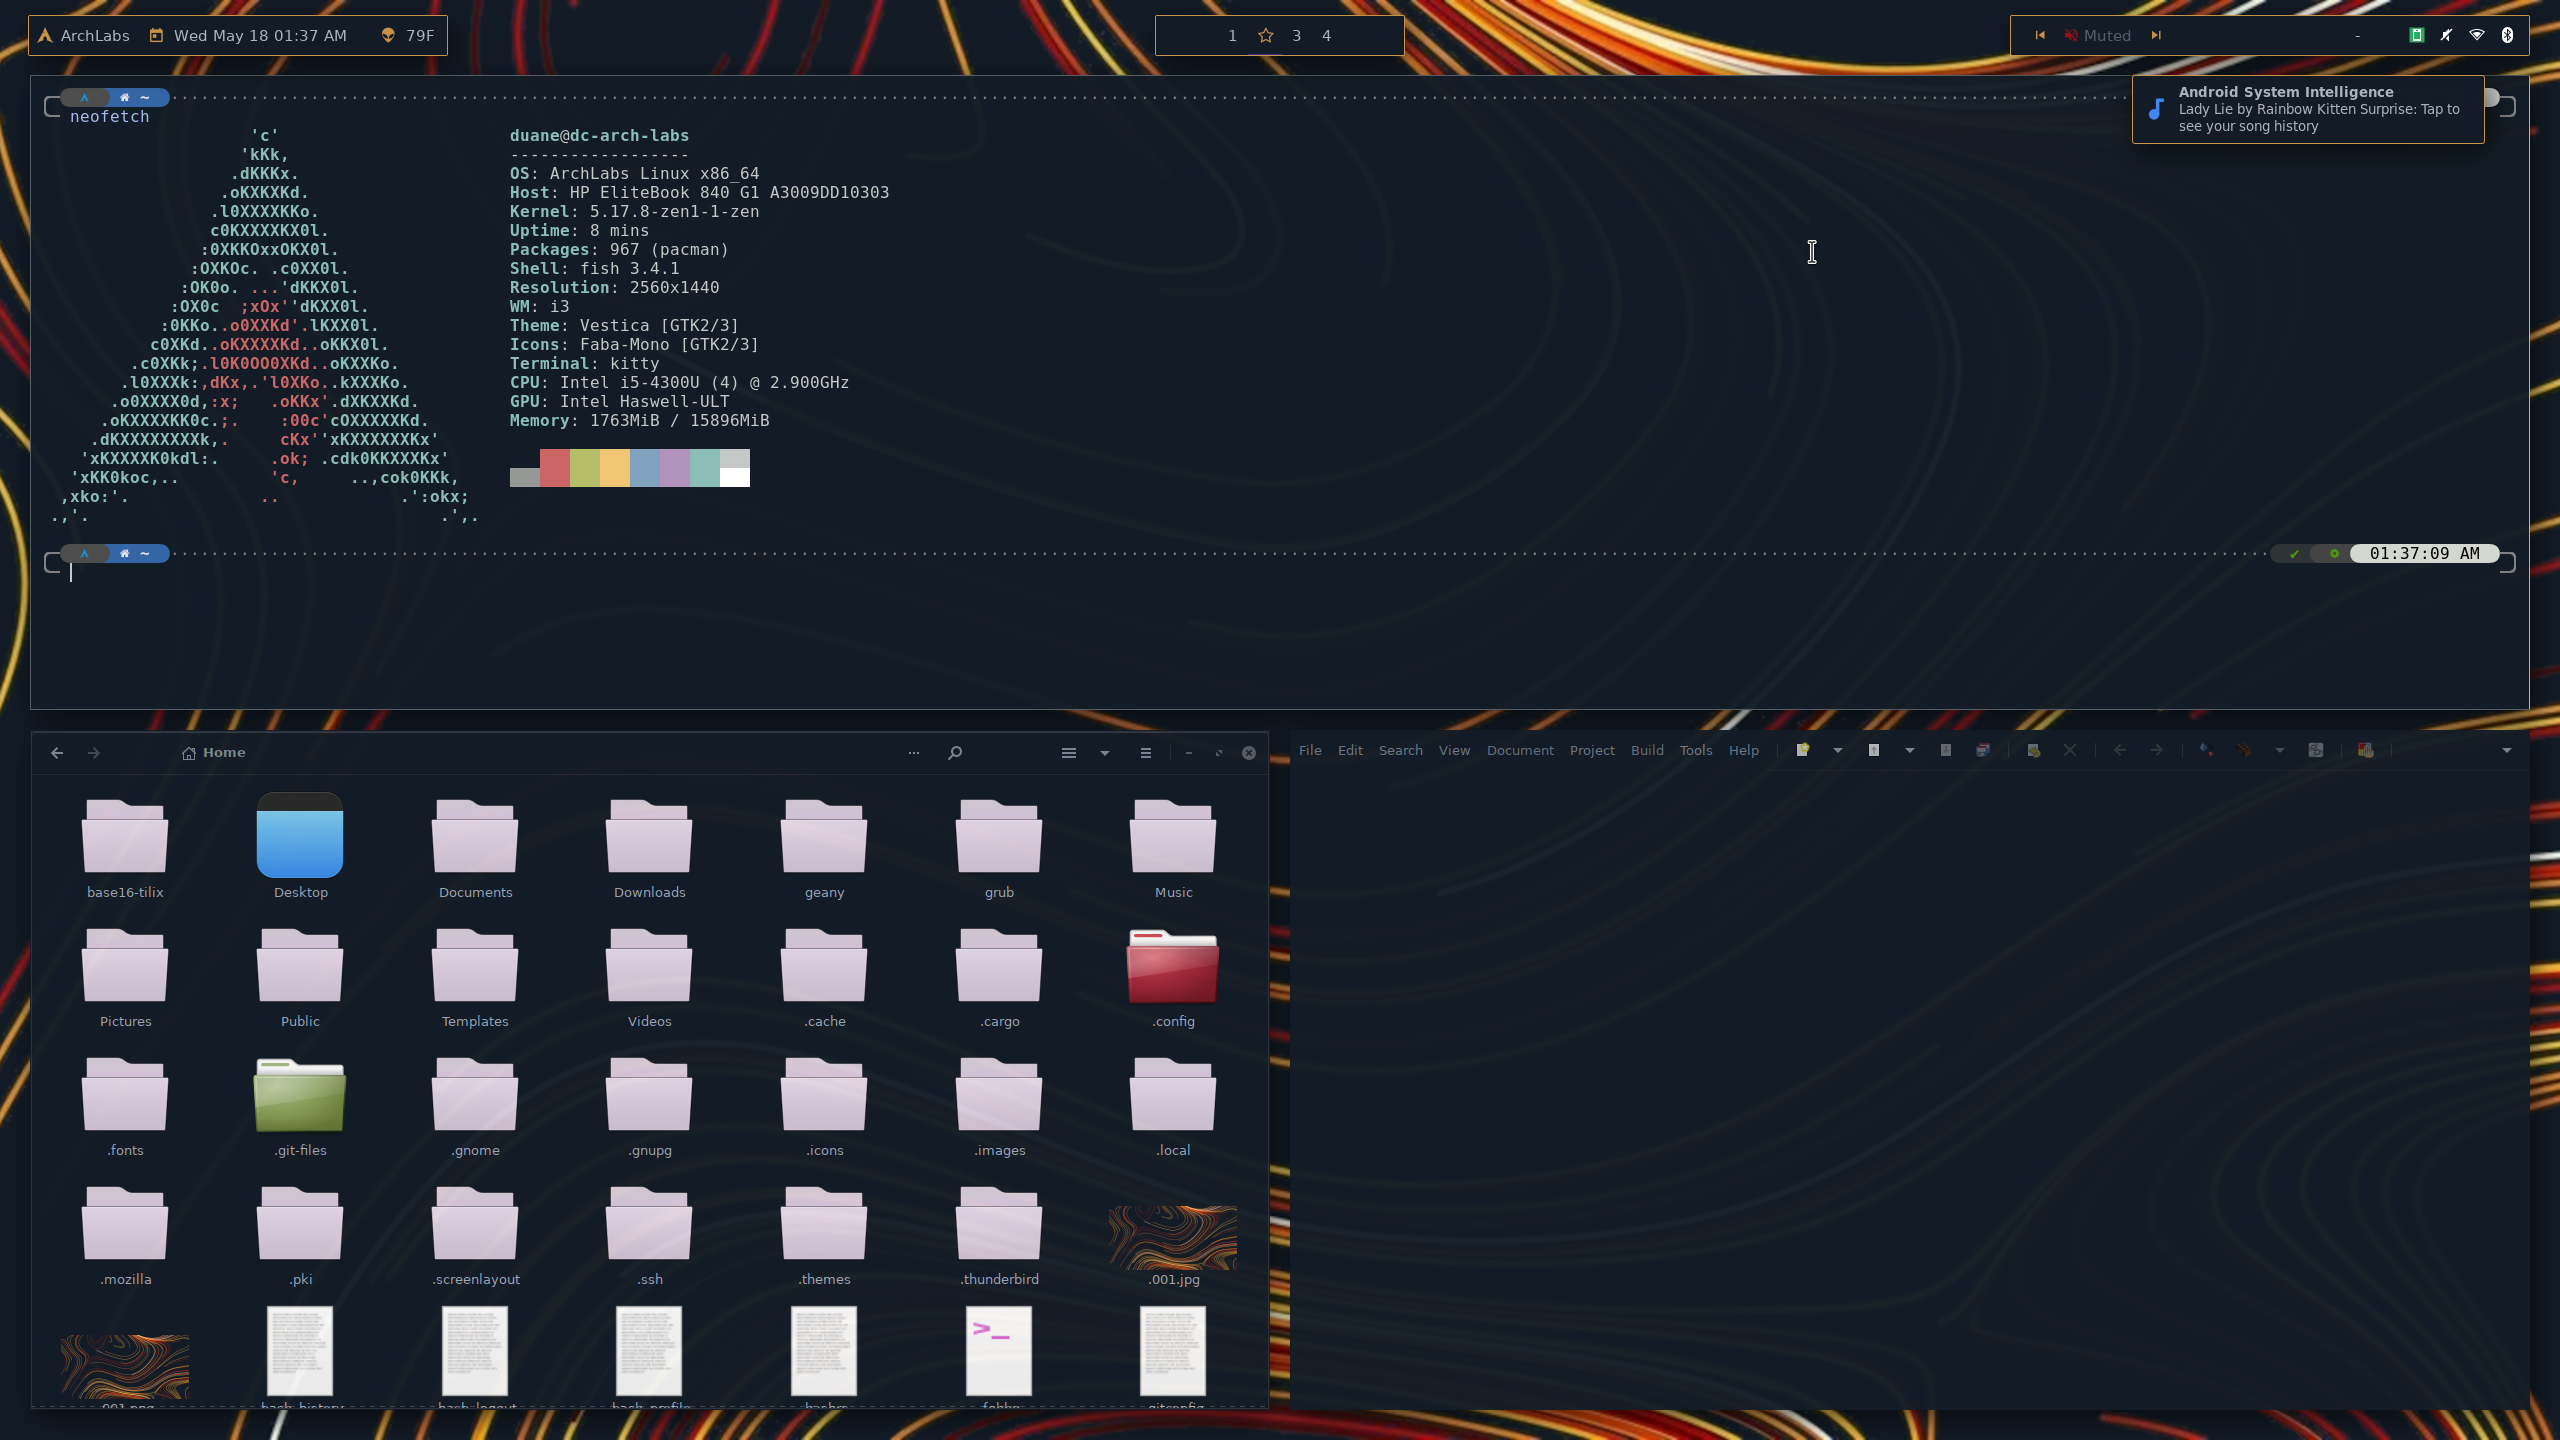 ArchLabs Wed May 18 01:37 AM 79F
1 3 4
Muted -
~
neofetch
Android System Intelligence
Lady Lie by Rainbow Kitten Surprise: Tap to
see your song history
'c'
'kKk,
.dKKKx.
.oKXKXKd.
.l0XXXXKKo.
c0KXXXXKX0l.
:0XKKOxxOKX0l.
:OXKOc. .c0XX0l.
:OK0o. ...'dKKX0l.
:OX0c  ;xOx''dKXX0l.
:0KKo..o0XXKd'.lKXX0l.
c0XKd..oKXXXXKd..oKKX0l.
.c0XKk;.l0K0OO0XKd..oKXXKo.
.l0XXXk:,dKx,.'l0XKo..kXXXKo.
.o0XXXX0d,:x;   .oKKx'.dXKXXKd.
.oKXXXXKK0c.;.    :00c'cOXXXXXKd.
.dKXXXXXXXXk,.     cKx''xKXXXXXXKx'
'xKXXXXK0kdl:.     .ok; .cdk0KKXXXKx'
'xKK0koc,..         'c,     ..,cok0KKk,
,xko:'.             ..            .':okx;
.,'.                                   .',.
duane@dc-arch-labs
------------------
OS: ArchLabs Linux x86_64
Host: HP EliteBook 840 G1 A3009DD10303
Kernel: 5.17.8-zen1-1-zen
Uptime: 8 mins
Packages: 967 (pacman)
Shell: fish 3.4.1
Resolution: 2560x1440
WM: i3
Theme: Vestica [GTK2/3]
Icons: Faba-Mono [GTK2/3]
Terminal: kitty
CPU: Intel i5-4300U (4) @ 2.900GHz
GPU: Intel Haswell-ULT
Memory: 1763MiB / 15896MiB
~ 01:37:09 AM
Home
base16-tilix Desktop Documents Downloads geany grub Music
Pictures Public Templates Videos .cache .cargo .config
.fonts .git-files .gnome .gnupg .icons .images .local
.mozilla .pki .screenlayout .ssh .themes .thunderbird .001.jpg
>_
File Edit Search View Document Project Build Tools Help